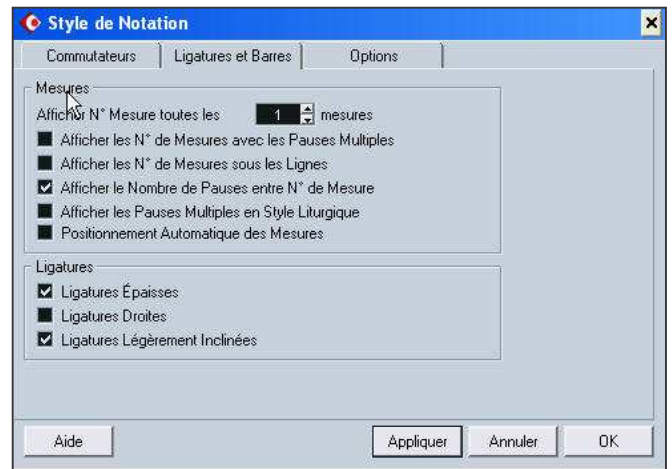 Style de Notation
Commutateurs Ligatures et Barres Options
Mesures
Afficher N° Mesure toutes les 1 mesures
Afficher les N° de Mesures avec les Pauses Multiples
Afficher les N° de Mesures sous les Lignes
Afficher le Nombre de Pauses entre N° de Mesure
Afficher les Pauses Multiples en Style Liturgique
Positionnement Automatique des Mesures
Ligatures
Ligatures Épaisses
Ligatures Droites
Ligatures Légèrement Inclinées
Aide Appliquer Annuler OK